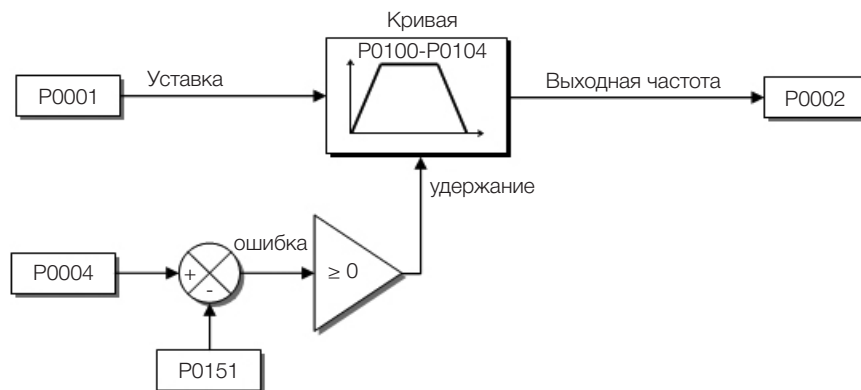 Кривая
P0100-P0104
P0001
Уставка
Выходная частота
P0002
удержание
ошибка
P0004
+
-
≥ 0
P0151